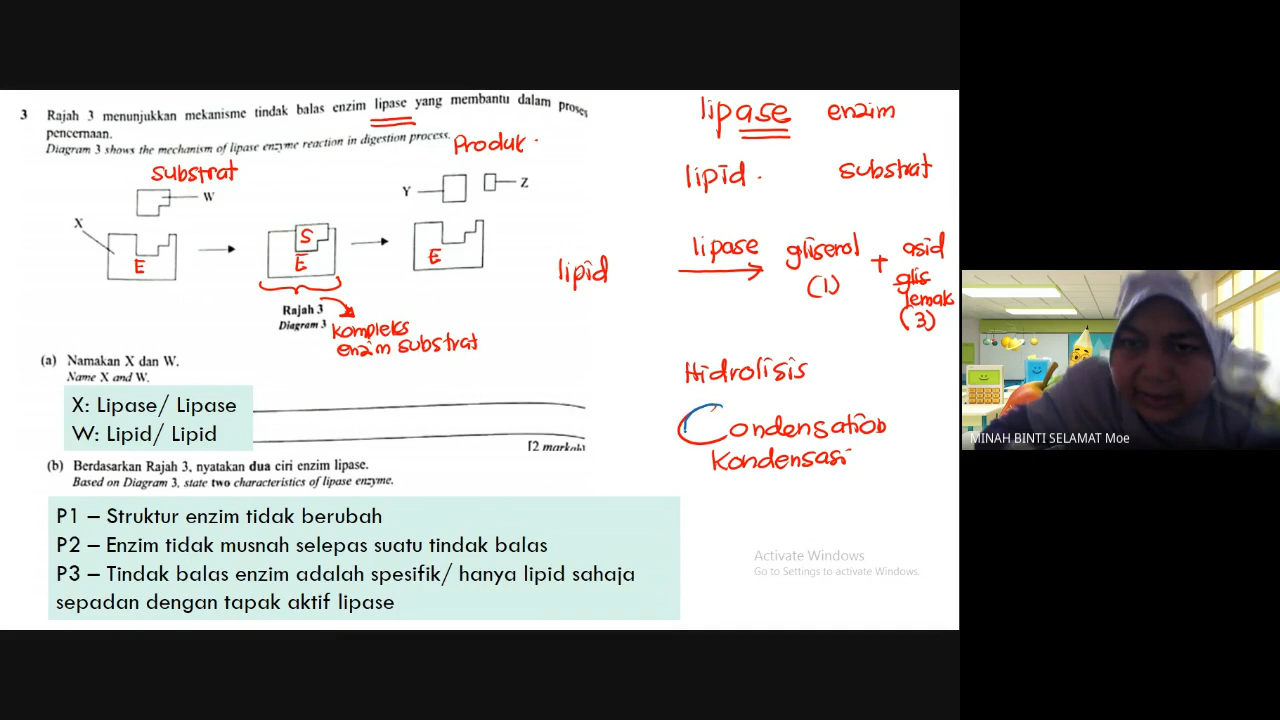 3 Rajah 3 menunjukkan mekanisme tindak balas enzim lipase yang membantu dalam proses
pencernaan.
Diagram 3 shows the mechanism of lipase enzyme reaction in digestion process.
Produk
Substrat
W
Y
Z
X
E
S
E
E
Rajah 3
Diagram 3
Kompleks
enzim substrat
(a) Namakan X dan W.
Name X and W.
X: Lipase/ Lipase
W: Lipid/ Lipid
[2 markah]
(b) Berdasarkan Rajah 3, nyatakan dua ciri enzim lipase.
Based on Diagram 3, state two characteristics of lipase enzyme.
P1 – Struktur enzim tidak berubah
P2 – Enzim tidak musnah selepas suatu tindak balas
P3 – Tindak balas enzim adalah spesifik/ hanya lipid sahaja
sepadan dengan tapak aktif lipase
lipase enzim
lipid. substrat
lipid lipase gliserol + asid
glis
lemak
(1) (3)
Hidrolisis
Condensation
Kondensasi
Activate Windows
Go to Settings to activate Windows.
MINAH BINTI SELAMAT Moe